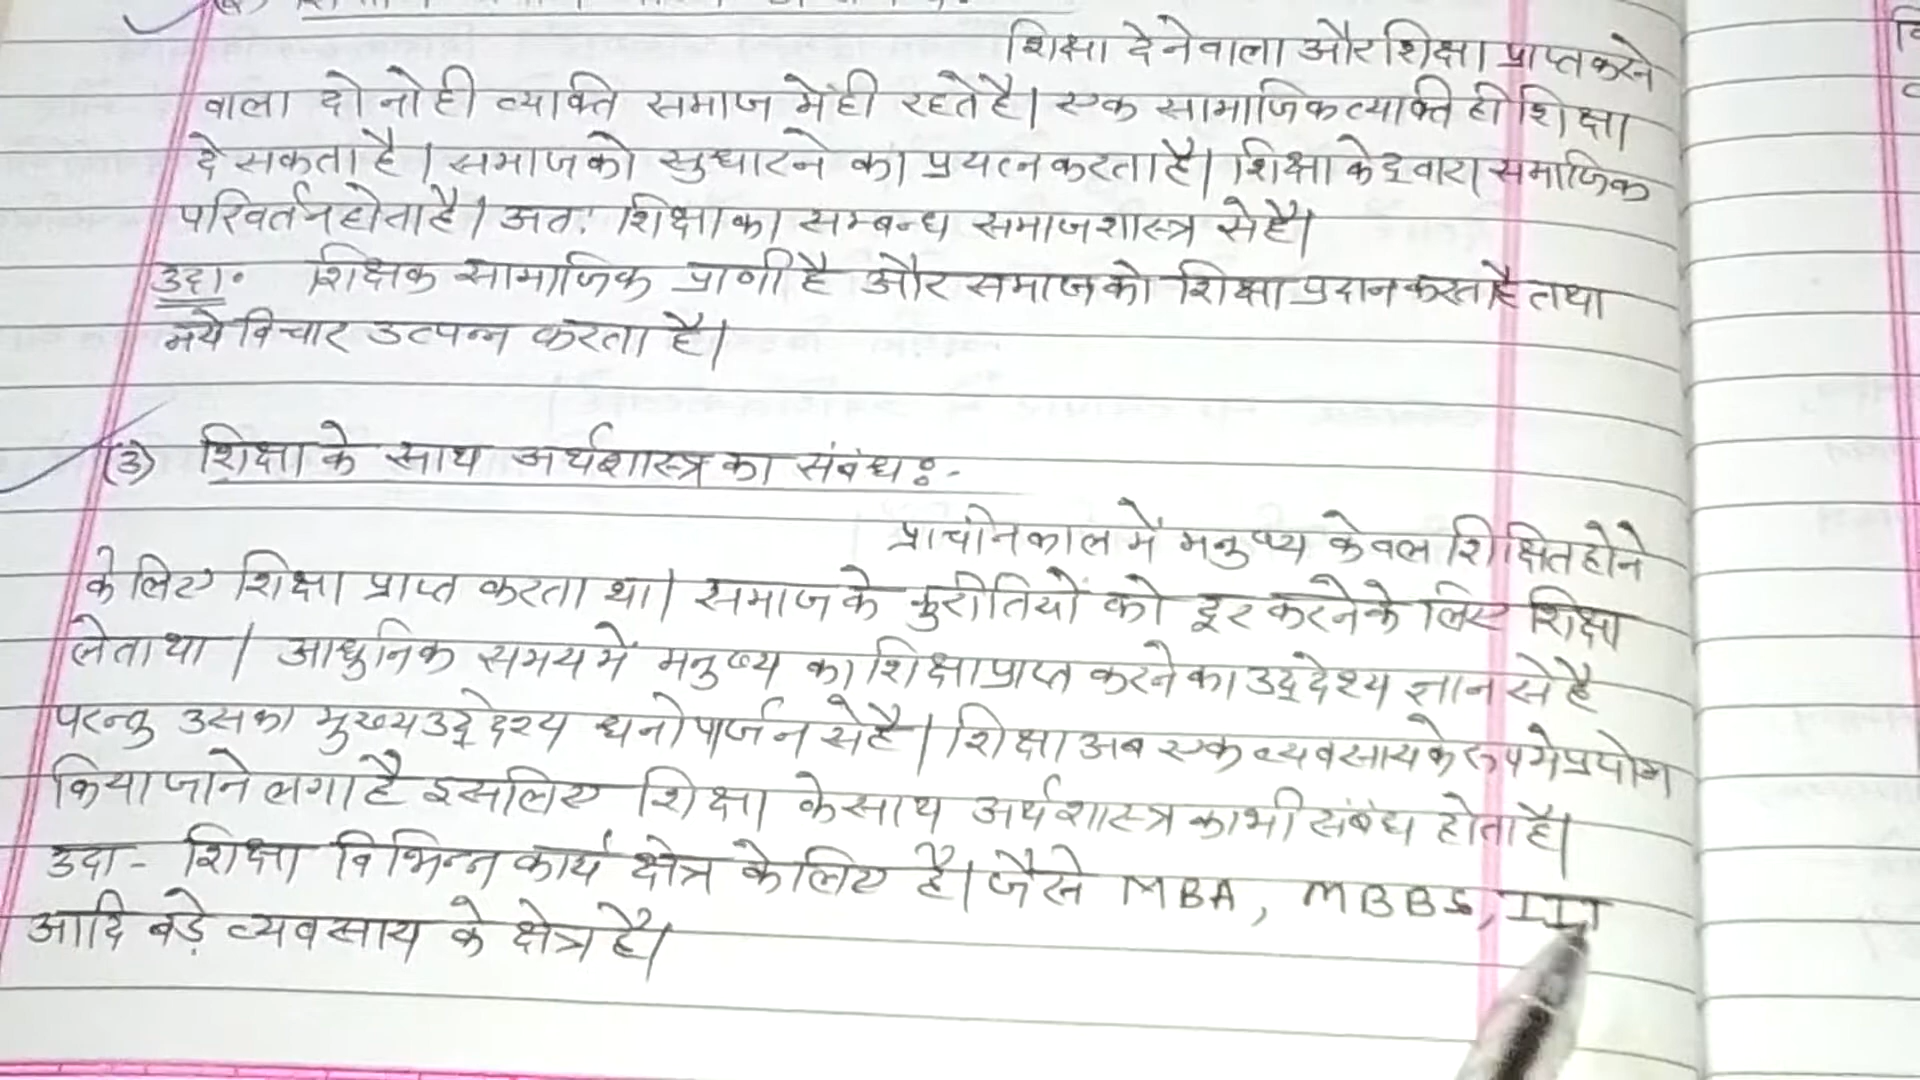 शिक्षा देने वाला और शिक्षा प्राप्त करने
वाला दोनो ही व्यक्ति समाज में ही रहते है। एक सामाजिक व्यक्ति ही शिक्षा
दे सकता है। समाज को सुधारने का प्रयत्न करता है। शिक्षा के द्वारा समाजिक
परिवर्तन होता है। अतः शिक्षा का सम्बन्ध समाजशास्त्र से है।
उदा. शिक्षक सामाजिक प्राणी है और समाज को शिक्षा प्रदान करता है तथा
नये विचार उत्पन्न करता है।
(3) शिक्षा के साथ अर्थशास्त्र का संबंध :-
प्राचीन काल में मनुष्य केवल शिक्षित होने
के लिए शिक्षा प्राप्त करता था। समाज के कुरीतियों को दूर करने के लिए शिक्षा
लेता था। आधुनिक समय में मनुष्य का शिक्षा प्राप्त करने का उद्देश्य ज्ञान से है
परन्तु उसका मुख्य उद्देश्य धनोपार्जन से है। शिक्षा अब एक व्यवसाय के रूप मे प्रयोग
किया जाने लगा है इसलिए शिक्षा के साथ अर्थशास्त्र का भी संबंध होता है।
उदा - शिक्षा विभिन्न कार्य क्षेत्र के लिए है। जैसे MBA, MBBS, IIT
आदि बड़े व्यवसाय के क्षेत्र है।